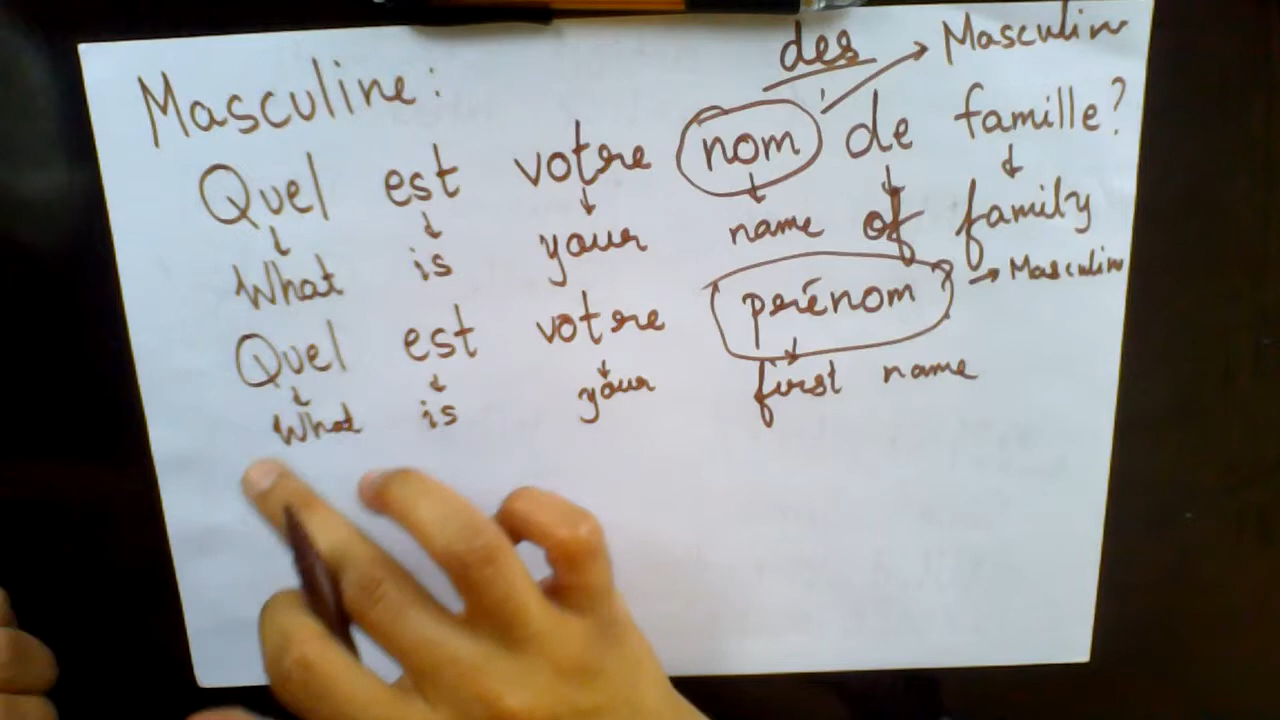 Masculine:
des
Masculin
Quel est votre nom de famille?
What is your name of family
Quel est votre prénom
Masculin
What is your first name